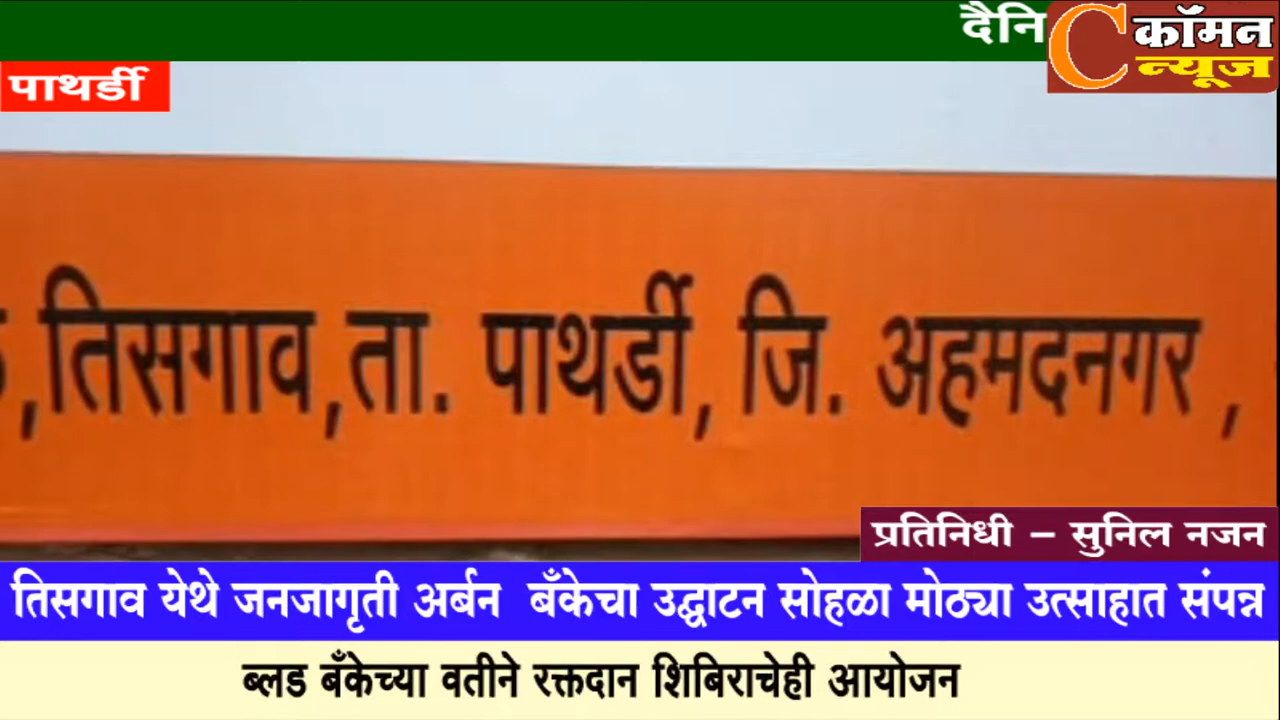 दैनि
कॉमन
न्यूज
पाथर्डी
,तिसगाव,ता. पाथर्डी, जि. अहमदनगर ,
प्रतिनिधी – सुनिल नजन
तिसगाव येथे जनजागृती अर्बन बँकेचा उद्घाटन सोहळा मोठ्या उत्साहात संपन्न
ब्लड बँकेच्या वतीने रक्तदान शिबिराचेही आयोजन